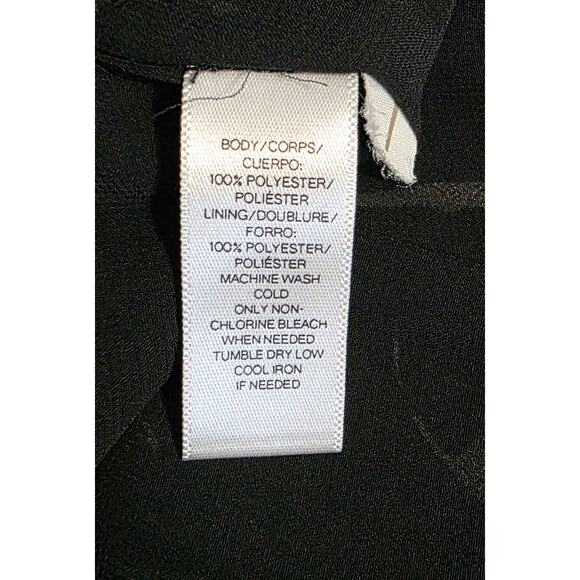 BODY/CORPS/
CUERPO:
100% POLYESTER/
POLIÉSTER
LINING/DOUBLURE/
FORRO:
100% POLYESTER/
POLIÉSTER
MACHINE WASH
COLD
ONLY NON-
CHLORINE BLEACH
WHEN NEEDED
TUMBLE DRY LOW
COOL IRON
IF NEEDED